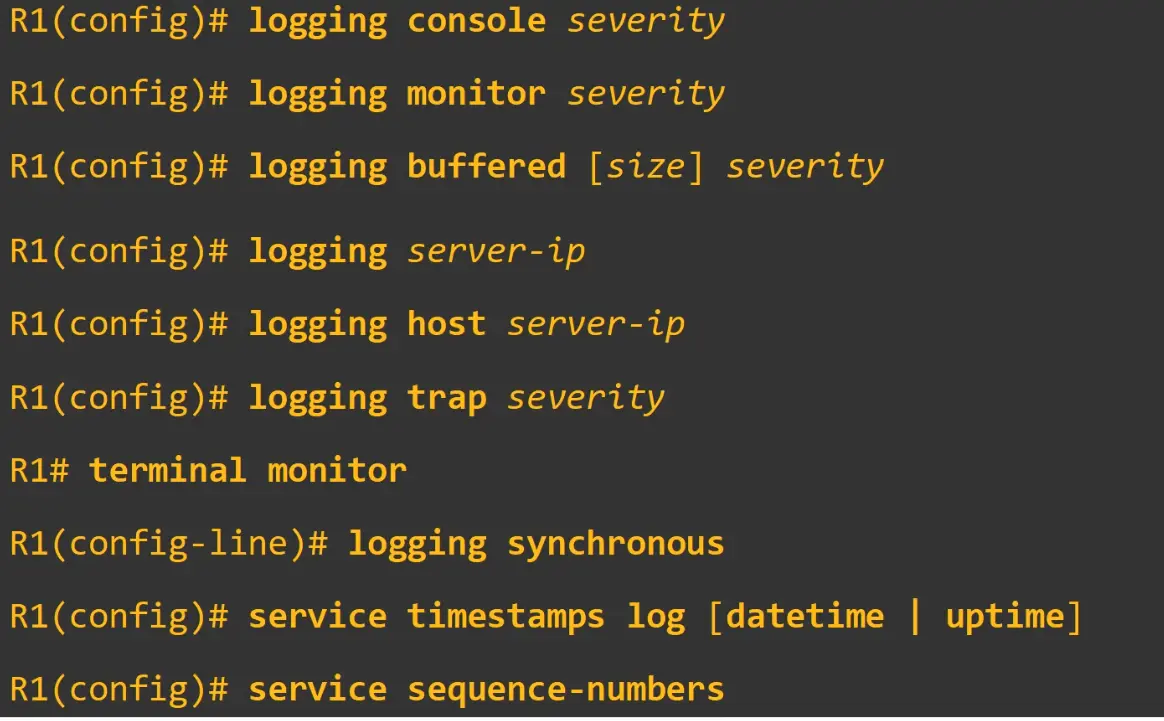 R1(config)# logging console severity
R1(config)# logging monitor severity
R1(config)# logging buffered [size] severity
R1(config)# logging server-ip
R1(config)# logging host server-ip
R1(config)# logging trap severity
R1# terminal monitor
R1(config-line)# logging synchronous
R1(config)# service timestamps log [datetime | uptime]
R1(config)# service sequence-numbers